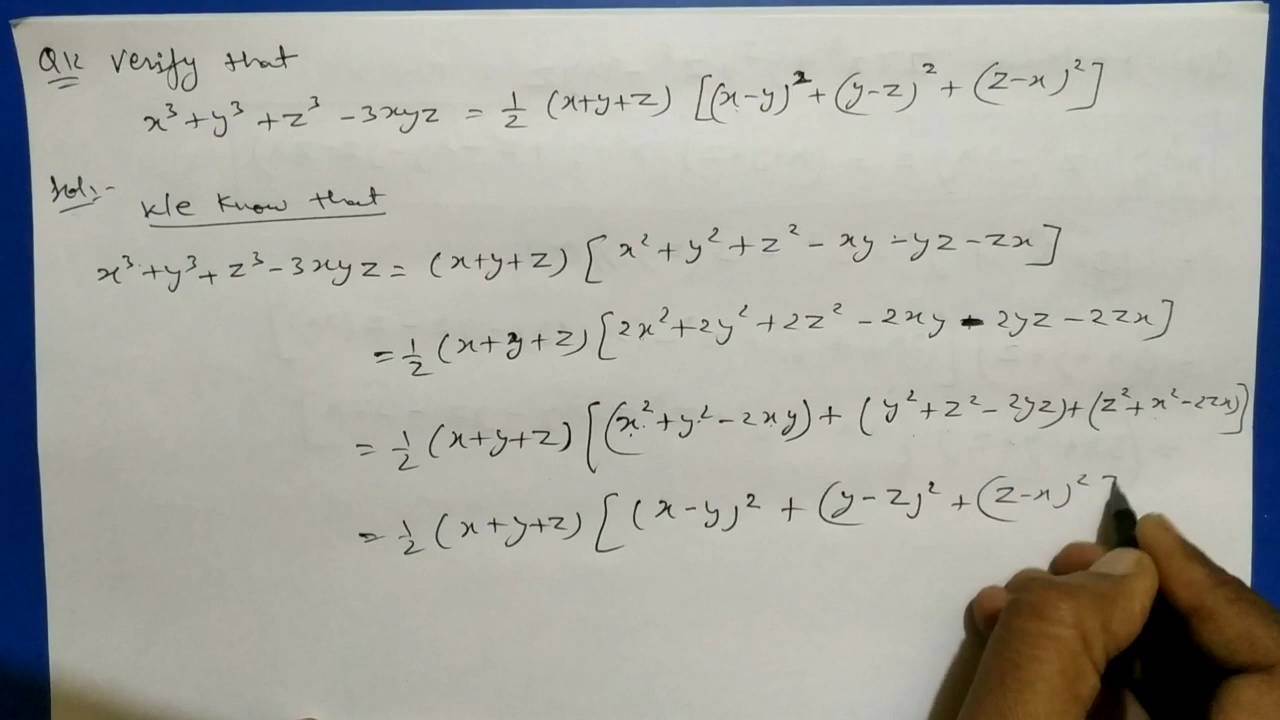 Q12 Verify that
x³ + y³ + z³ - 3xyz = 1/2 (x+y+z) [(x-y)² + (y-z)² + (z-x)²]
Sol:-
We Know that
x³ + y³ + z³ - 3xyz = (x+y+z) [x² + y² + z² - xy - yz - zx]
= 1/2 (x+y+z) [2x² + 2y² + 2z² - 2xy - 2yz - 2zx]
= 1/2 (x+y+z) [(x² + y² - 2xy) + (y² + z² - 2yz) + (z² + x² - 2zx)]
= 1/2 (x+y+z) [(x-y)² + (y-z)² + (z-x)²]